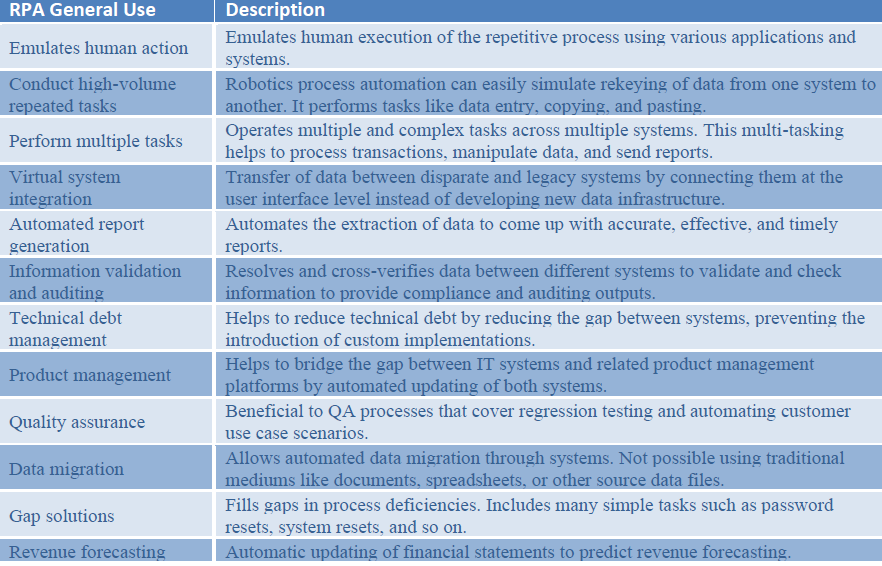 RPA General Use
Description
Emulates human action
Emulates human execution of the repetitive process using various applications and
systems.
Conduct high-volume
repeated tasks
Robotics process automation can easily simulate rekeying of data from one system to
another. It performs tasks like data entry, copying, and pasting.
Perform multiple tasks
Operates multiple and complex tasks across multiple systems. This multi-tasking
helps to process transactions, manipulate data, and send reports.
Virtual system
integration
Transfer of data between disparate and legacy systems by connecting them at the
user interface level instead of developing new data infrastructure.
Automated report
generation
Automates the extraction of data to come up with accurate, effective, and timely
reports.
Information validation
and auditing
Resolves and cross-verifies data between different systems to validate and check
information to provide compliance and auditing outputs.
Technical debt
management
Helps to reduce technical debt by reducing the gap between systems, preventing the
introduction of custom implementations.
Product management
Helps to bridge the gap between IT systems and related product management
platforms by automated updating of both systems.
Quality assurance
Beneficial to QA processes that cover regression testing and automating customer
use case scenarios.
Data migration
Allows automated data migration through systems. Not possible using traditional
mediums like documents, spreadsheets, or other source data files.
Gap solutions
Fills gaps in process deficiencies. Includes many simple tasks such as password
resets, system resets, and so on.
Revenue forecasting
Automatic updating of financial statements to predict revenue forecasting.